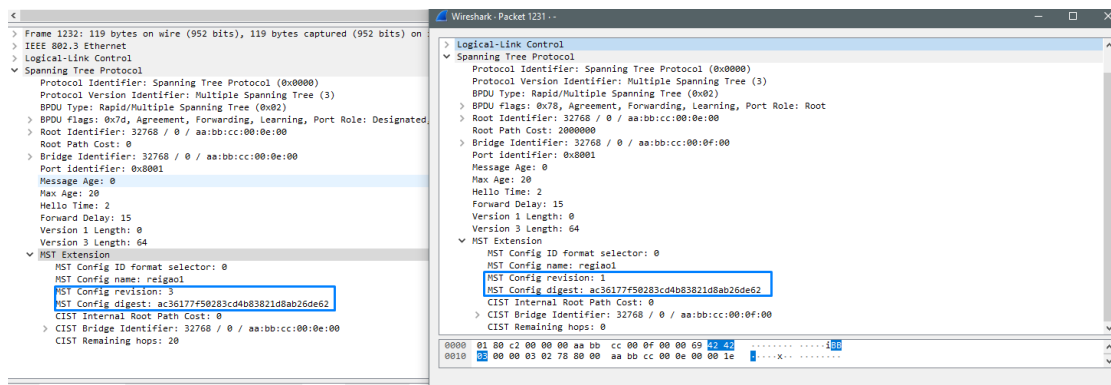 Frame 1232: 119 bytes on wire (952 bits), 119 bytes captured (952 bits) on
IEEE 802.3 Ethernet
Logical-Link Control
Spanning Tree Protocol
Protocol Identifier: Spanning Tree Protocol (0x0000)
Protocol Version Identifier: Multiple Spanning Tree (3)
BPDU Type: Rapid/Multiple Spanning Tree (0x02)
BPDU flags: 0x7d, Agreement, Forwarding, Learning, Port Role: Designated,
Root Identifier: 32768 / 0 / aa:bb:cc:00:0e:00
Root Path Cost: 0
Bridge Identifier: 32768 / 0 / aa:bb:cc:00:0e:00
Port identifier: 0x8001
Message Age: 0
Max Age: 20
Hello Time: 2
Forward Delay: 15
Version 1 Length: 0
Version 3 Length: 64
MST Extension
MST Config ID format selector: 0
MST Config name: reigao1
MST Config revision: 3
MST Config digest: ac36177f50283cd4b83821d8ab26de62
CIST Internal Root Path Cost: 0
CIST Bridge Identifier: 32768 / 0 / aa:bb:cc:00:0e:00
CIST Remaining hops: 20
Wireshark · Packet 1231 · -
Logical-Link Control
Spanning Tree Protocol
Protocol Identifier: Spanning Tree Protocol (0x0000)
Protocol Version Identifier: Multiple Spanning Tree (3)
BPDU Type: Rapid/Multiple Spanning Tree (0x02)
BPDU flags: 0x78, Agreement, Forwarding, Learning, Port Role: Root
Root Identifier: 32768 / 0 / aa:bb:cc:00:0e:00
Root Path Cost: 2000000
Bridge Identifier: 32768 / 0 / aa:bb:cc:00:0f:00
Port identifier: 0x8001
Message Age: 0
Max Age: 20
Hello Time: 2
Forward Delay: 15
Version 1 Length: 0
Version 3 Length: 64
MST Extension
MST Config ID format selector: 0
MST Config name: regiao1
MST Config revision: 1
MST Config digest: ac36177f50283cd4b83821d8ab26de62
CIST Internal Root Path Cost: 0
CIST Bridge Identifier: 32768 / 0 / aa:bb:cc:00:0f:00
CIST Remaining hops: 0
0000 01 80 c2 00 00 00 aa bb cc 00 0f 00 00 69 42 42 ········ ·····iBB
0010 03 00 00 03 02 78 80 00 aa bb cc 00 0e 00 00 1e ·····x·· ········